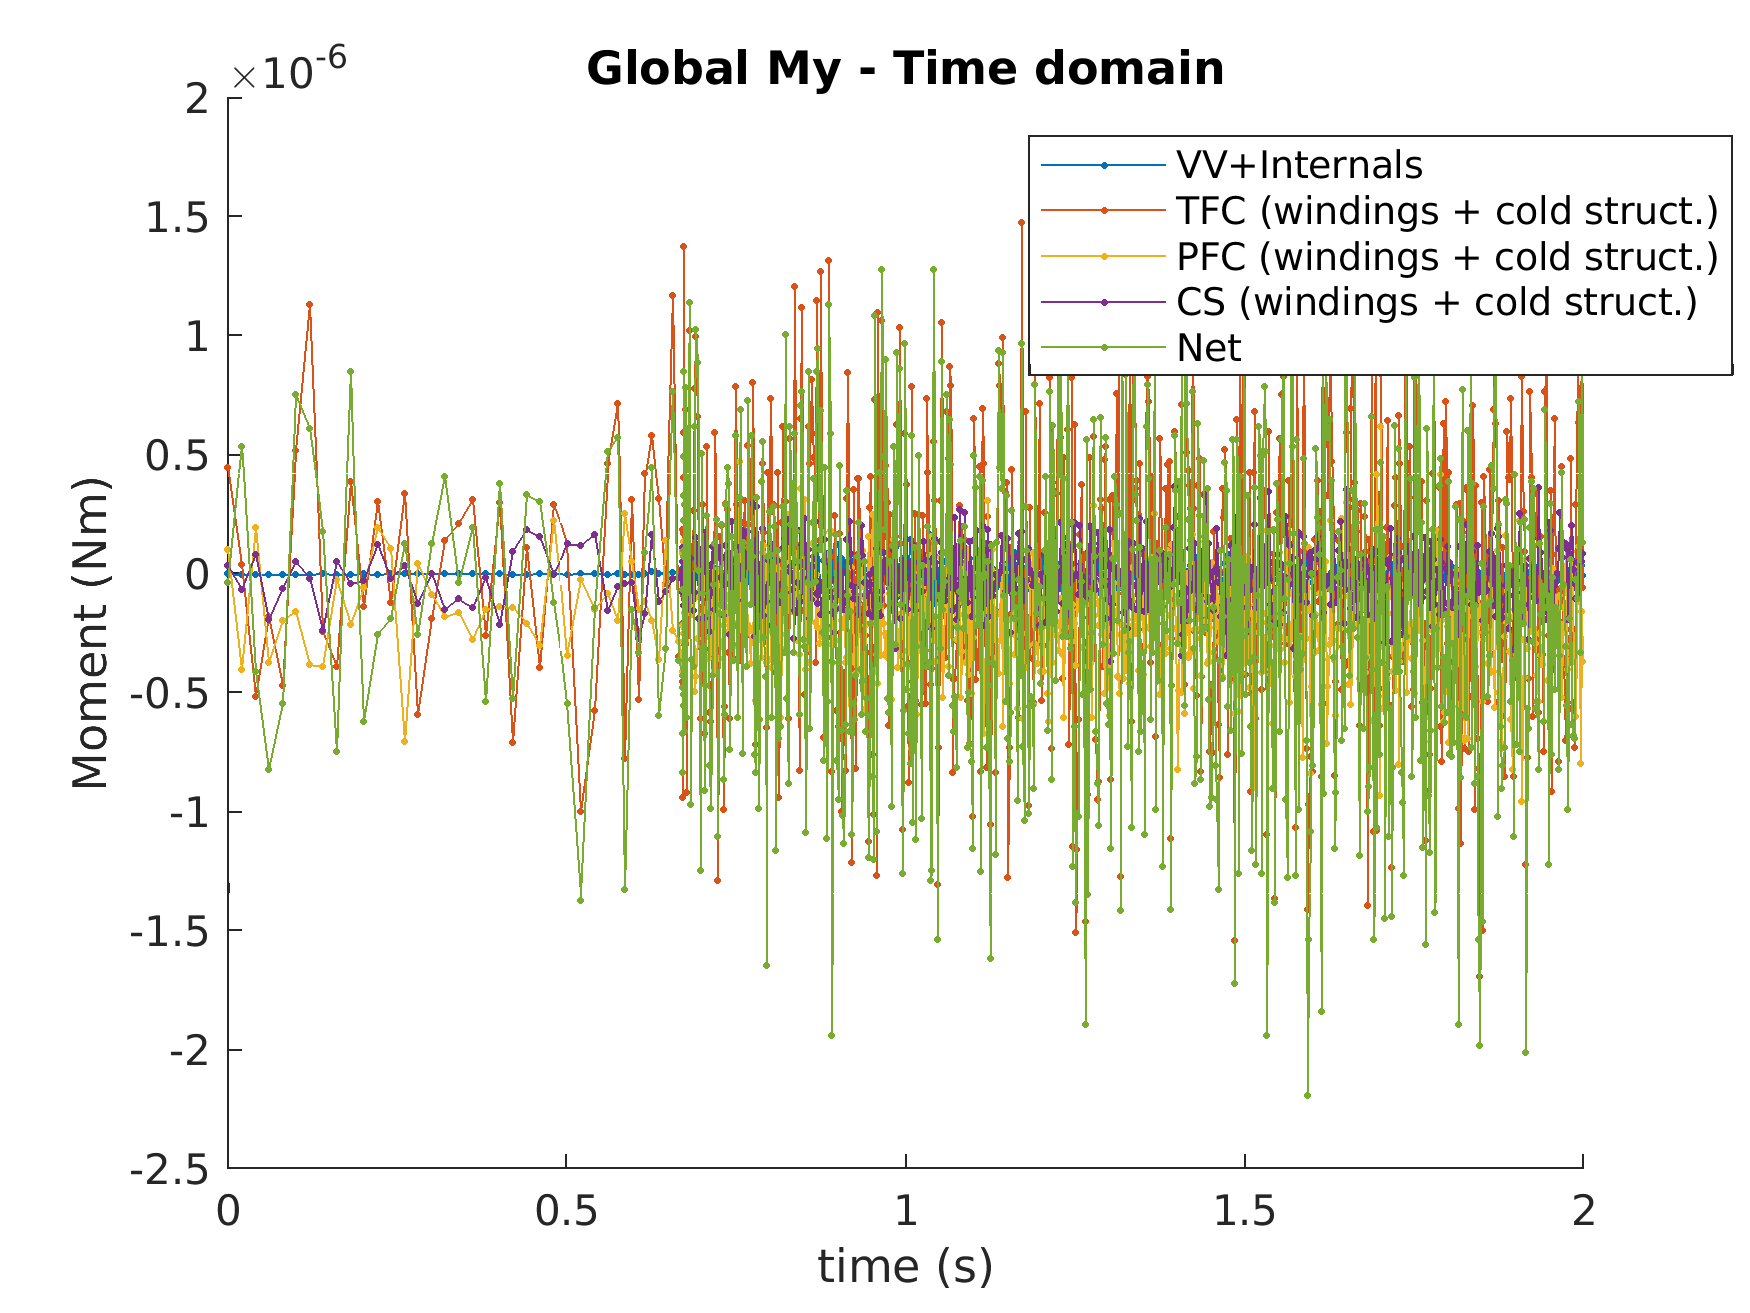 Global My - Time domain
×10-6
2
1.5
1
0.5
0
-0.5
-1
-1.5
-2
-2.5
Moment (Nm)
VV+Internals
TFC (windings + cold struct.)
PFC (windings + cold struct.)
CS (windings + cold struct.)
Net
0
0.5
1
1.5
2
time (s)